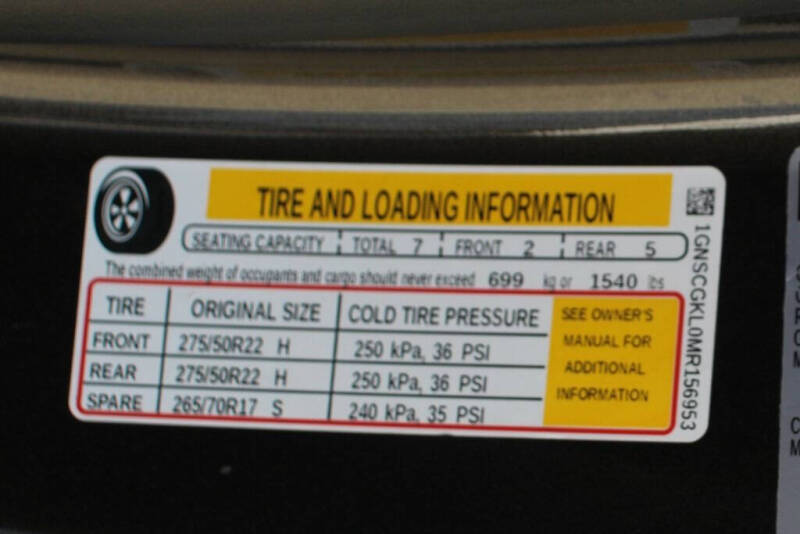 TIRE AND LOADING INFORMATION
SEATING CAPACITY TOTAL 7 FRONT 2 REAR 5
The combined weight of occupants and cargo should never exceed 699 kg or 1540 lbs
TIRE ORIGINAL SIZE COLD TIRE PRESSURE
FRONT 275/50R22 H 250 kPa, 36 PSI
REAR 275/50R22 H 250 kPa, 36 PSI
SPARE 265/70R17 S 240 kPa, 35 PSI
SEE OWNER'S
MANUAL FOR
ADDITIONAL
INFORMATION
1GNSCGKL0MR156953